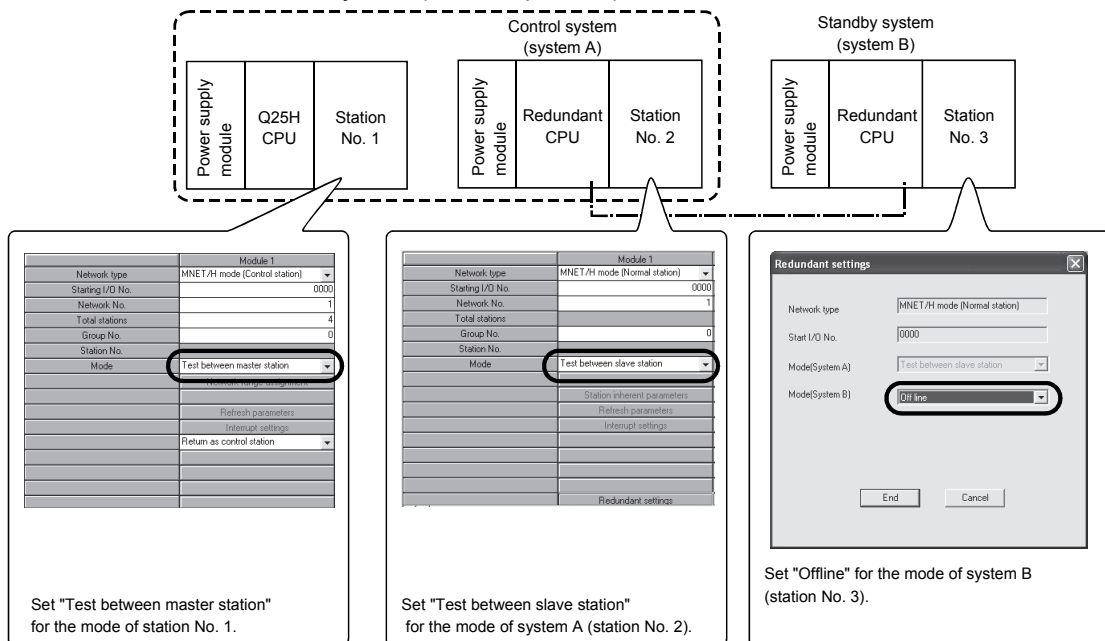 Control system
(system A)
Standby system
(system B)
Power supply
module
Q25H
CPU
Station
No. 1
Power supply
module
Redundant
CPU
Station
No. 2
Power supply
module
Redundant
CPU
Station
No. 3
Module 1
Network type MNET/H mode (Control station)
Starting I/O No. 0000
Network No. 1
Total stations 4
Group No. 0
Station No.
Mode Test between master station
Network range assignment
Refresh parameters
Interrupt settings
Return as control station
Set "Test between master station"
for the mode of station No. 1.
Module 1
Network type MNET/H mode (Normal station)
Starting I/O No. 0000
Network No. 1
Total stations
Group No. 0
Station No.
Mode Test between slave station
Station inherent parameters
Refresh parameters
Interrupt settings
Redundant settings
Set "Test between slave station"
for the mode of system A (station No. 2).
Redundant settings
Network type MNET/H mode (Normal station)
Start I/O No. 0000
Mode(System A) Test between slave station
Mode(System B) Off line
End Cancel
Set "Offline" for the mode of system B
(station No. 3).